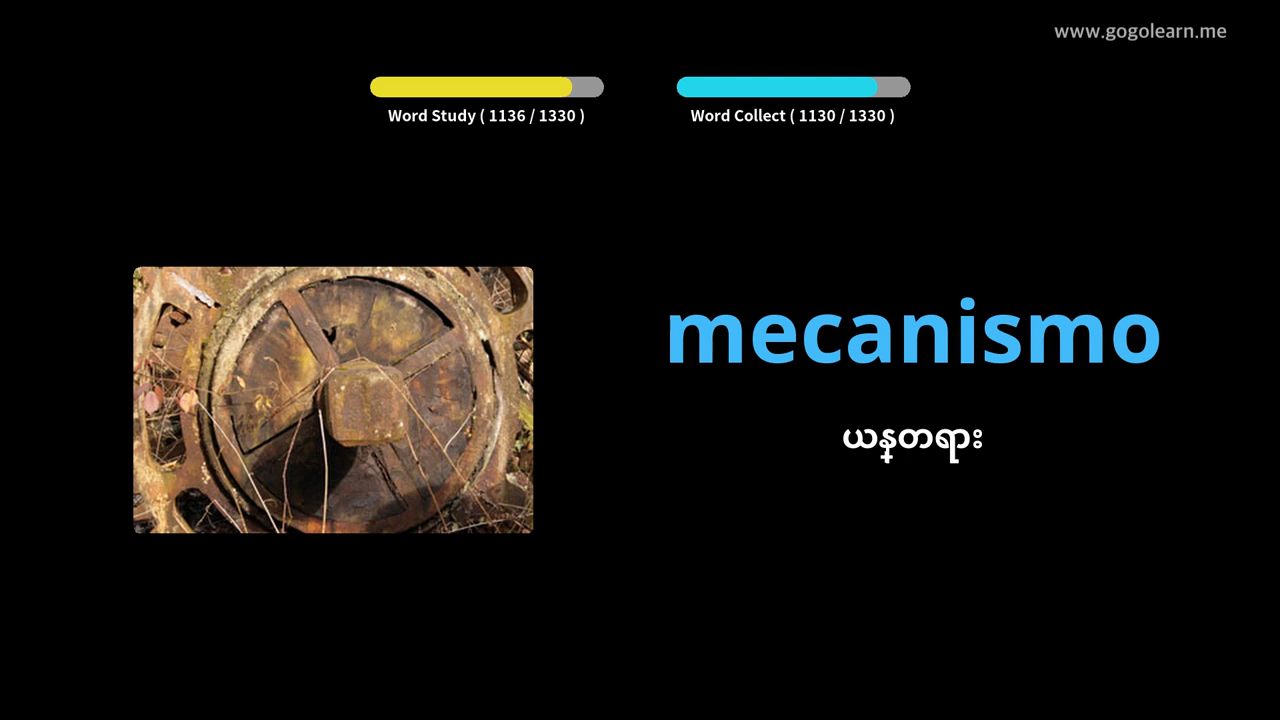 www.gogolearn.me
Word Study ( 1136 / 1330 )
Word Collect ( 1130 / 1330 )
mecanismo
ယန္တရား